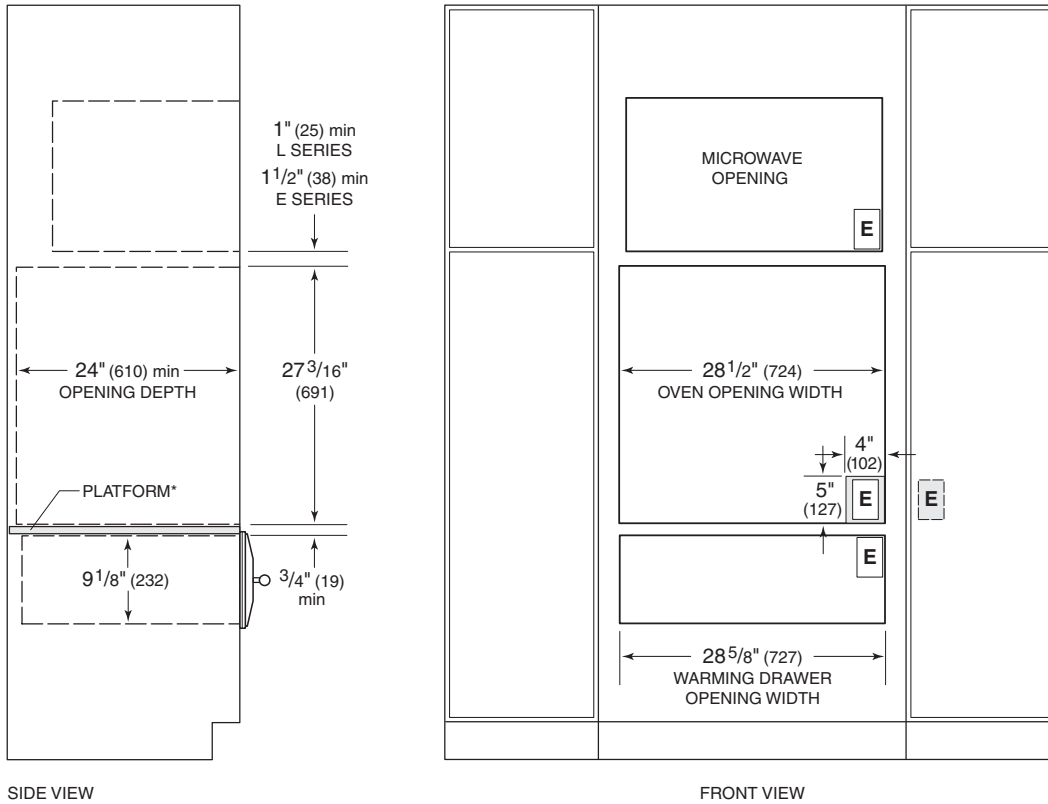 1" (25) min
L SERIES
1 1/2" (38) min
E SERIES
24" (610) min
OPENING DEPTH
27 3/16"
(691)
PLATFORM*
9 1/8" (232)
3/4" (19)
min
SIDE VIEW
MICROWAVE
OPENING
E
28 1/2" (724)
OVEN OPENING WIDTH
4"
(102)
5"
(127)
E
E
E
28 5/8" (727)
WARMING DRAWER
OPENING WIDTH
FRONT VIEW